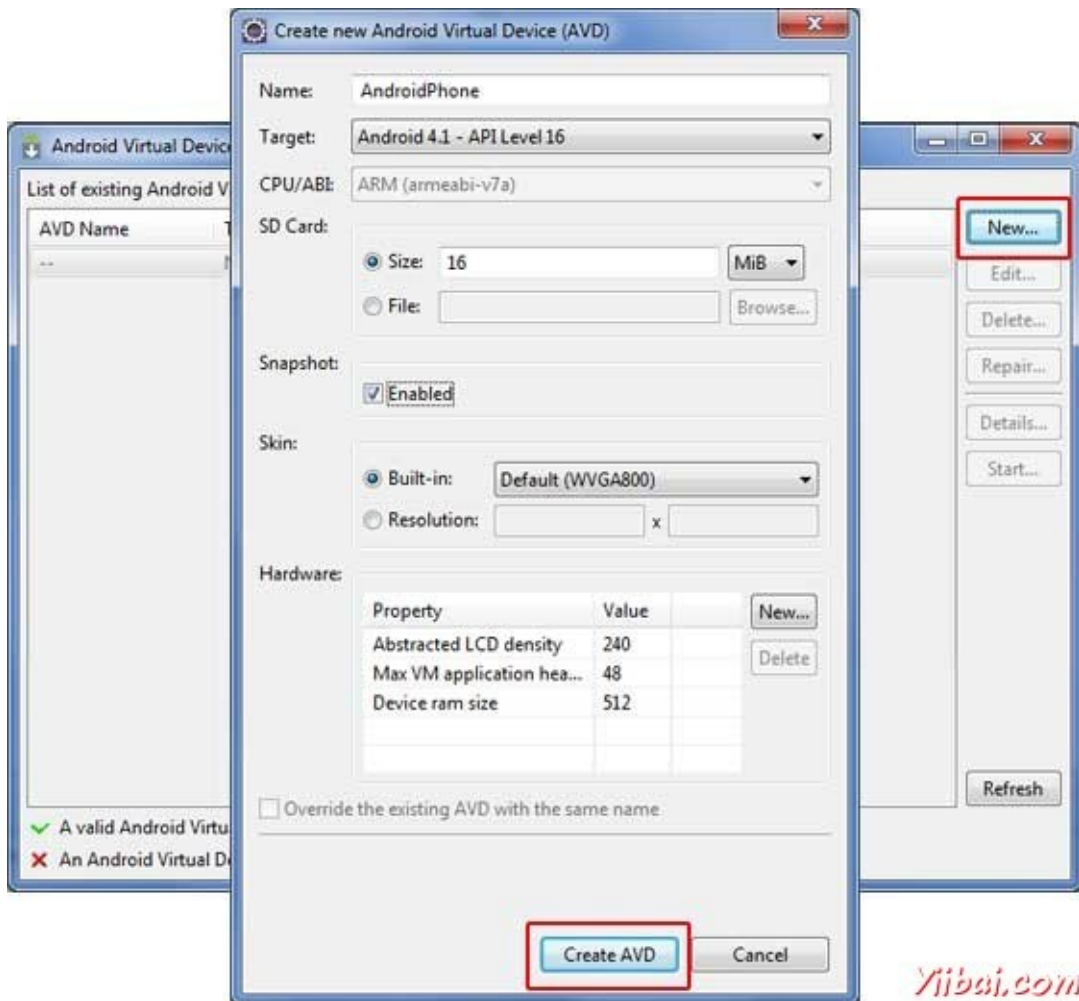 Create new Android Virtual Device (AVD)
Name: AndroidPhone
Target: Android 4.1 - API Level 16
CPU/ABI: ARM (armeabi-v7a)
SD Card:
Size: 16 MiB
File: Browse...
Snapshot:
Enabled
Skin:
Built-in: Default (WVGA800)
Resolution: x
Hardware:
Property Value New...
Abstracted LCD density 240
Delete
Max VM application hea... 48
Device ram size 512
Override the existing AVD with the same name
Create AVD Cancel
Android Virtual Devic
List of existing Android V
AVD Name T
--
New...
Edit...
Delete...
Repair...
Details...
Start...
Refresh
A valid Android Virtu
An Android Virtual De
Yiibai.com